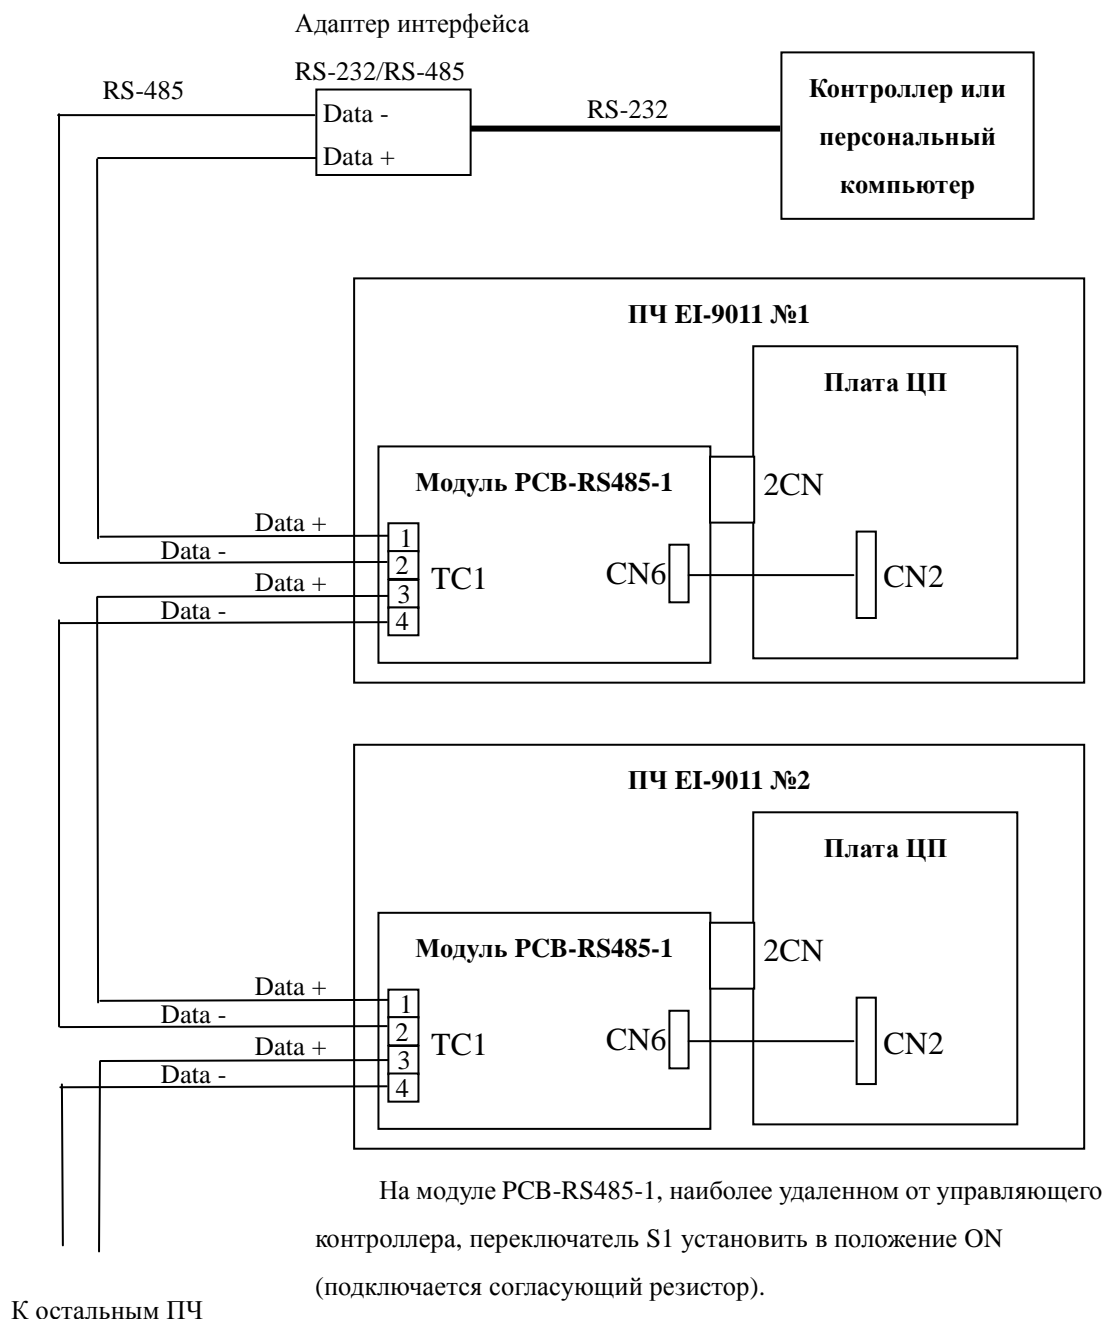 Адаптер интерфейса
RS-232/RS-485
RS-485
Data -
Data +
RS-232
Контроллер или
персональный
компьютер
ПЧ EI-9011 №1
Плата ЦП
Модуль PCB-RS485-1
2CN
Data +
1
Data -
2
Data +
3
Data -
4
TC1
CN6
CN2
ПЧ EI-9011 №2
Плата ЦП
Модуль PCB-RS485-1
2CN
Data +
1
Data -
2
Data +
3
Data -
4
TC1
CN6
CN2
На модуле PCB-RS485-1, наиболее удаленном от управляющего
контроллера, переключатель S1 установить в положение ON
(подключается согласующий резистор).
К остальным ПЧ